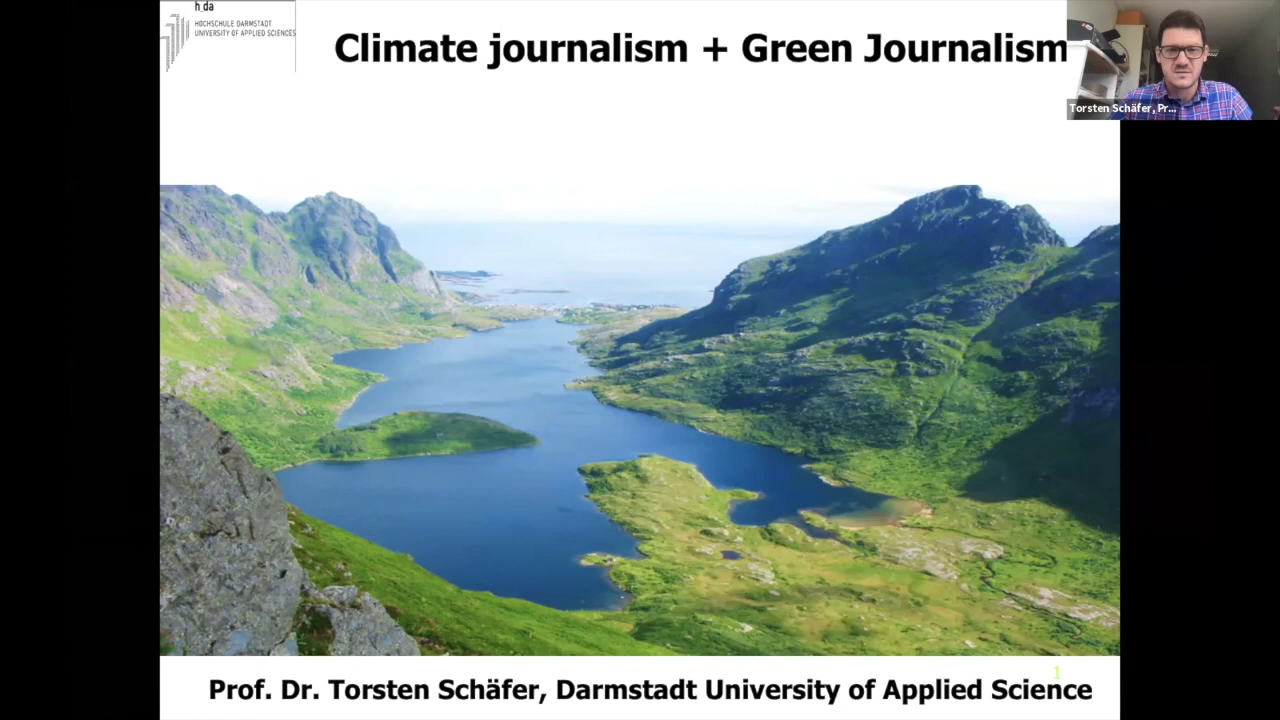 h_da
HOCHSCHULE DARMSTADT
UNIVERSITY OF APPLIED SCIENCES
Climate journalism + Green Journalism
Torsten Schäfer, Pr...
1
Prof. Dr. Torsten Schäfer, Darmstadt University of Applied Science